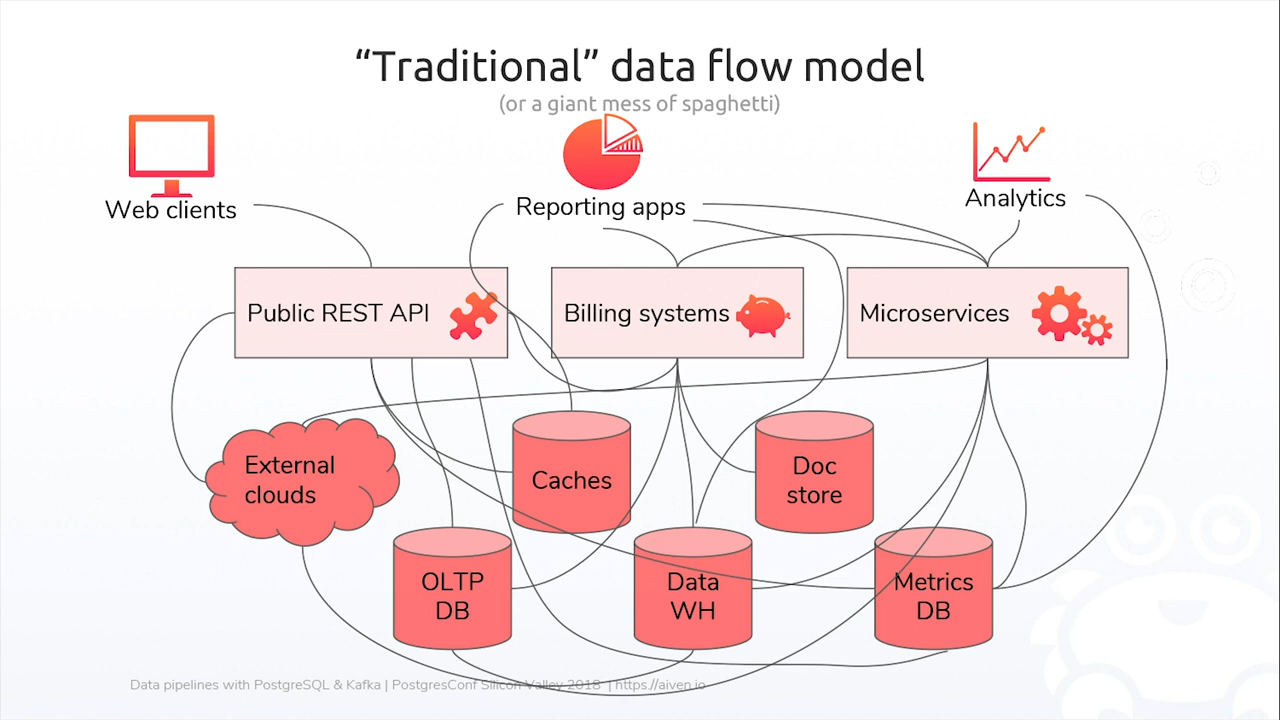 “Traditional” data flow model
(or a giant mess of spaghetti)
Web clients
Reporting apps
Analytics
Public REST API
Billing systems
Microservices
External
clouds
Caches
Doc
store
OLTP
DB
Data
WH
Metrics
DB
Data pipelines with PostgreSQL & Kafka | PostgresConf Silicon Valley 2018 | https://aiven.io